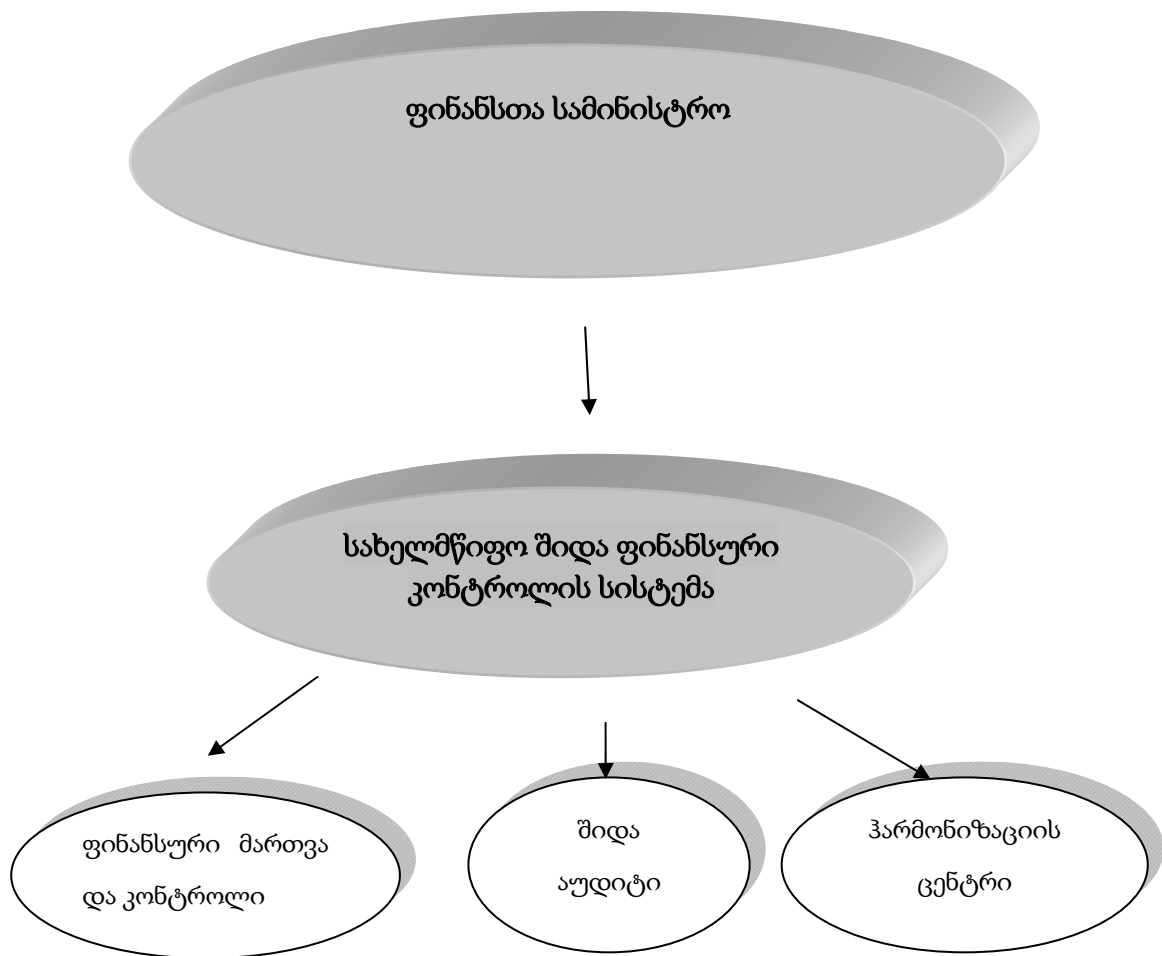 ფინანსთა სამინისტრო
სახელმწიფო შიდა ფინანსური
კონტროლის სისტემა
ფინანსური მართვა
და კონტროლი
შიდა
აუდიტი
ჰარმონიზაციის
ცენტრი